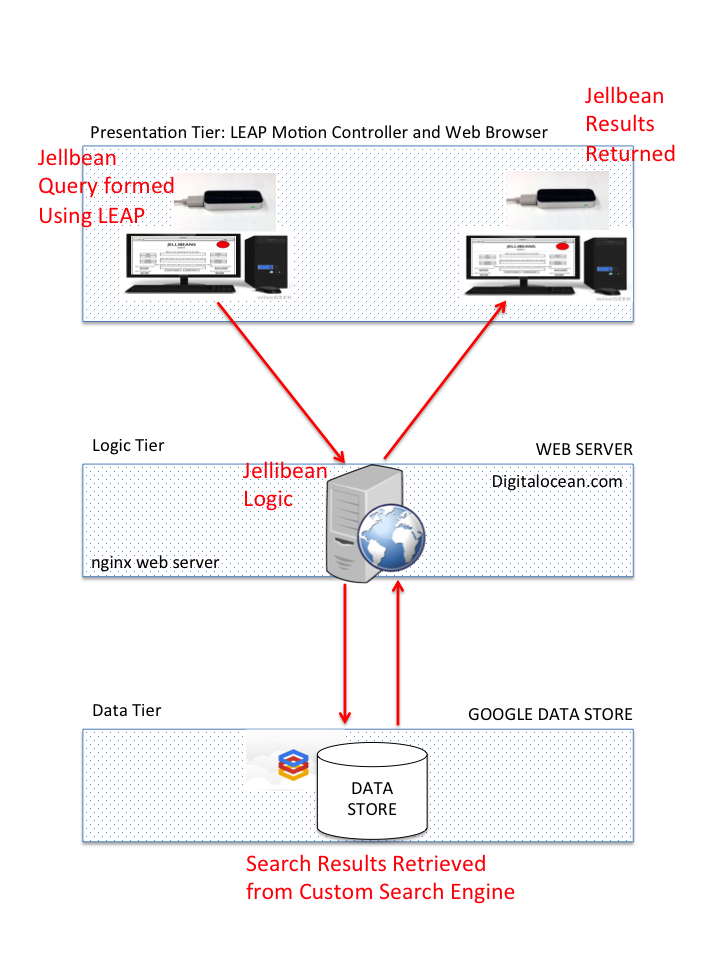 Jellbean
Results
Returned
Presentation Tier: LEAP Motion Controller and Web Browser
Jellbean
Query formed
Using LEAP
JELLIBEANS
JELLIBEANS
wiseGEEK
wiseGEEK
Logic Tier
WEB SERVER
Jellibean
Logic
Digitalocean.com
nginx web server
Data Tier
GOOGLE DATA STORE
DATA
STORE
Search Results Retrieved
from Custom Search Engine